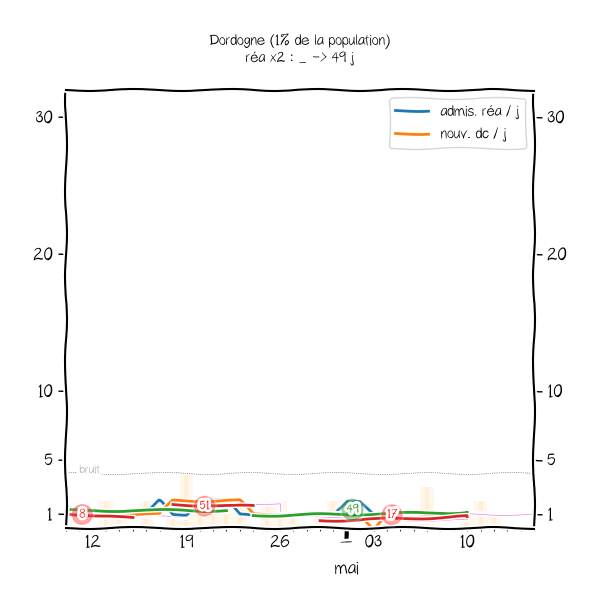 Dordogne (1% de la population)
réa x2 : _ -> 49 j
admis. réa / j
nouv. dc / j
30 30
20 20
10 10
5 5
bruit
1 8 51 49 17 1
12 19 26 03 10
mai